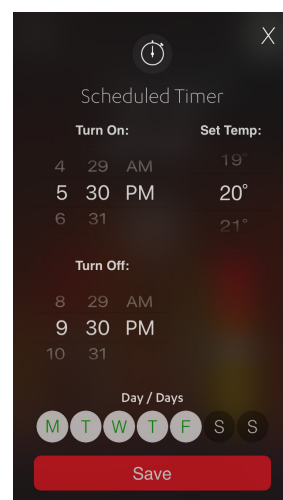 X
Scheduled Timer
Turn On: Set Temp:
4 29 AM 19°
5 30 PM 20°
6 31 21°
Turn Off:
8 29 AM
9 30 PM
10 31
Day / Days
M T W T F S S
Save